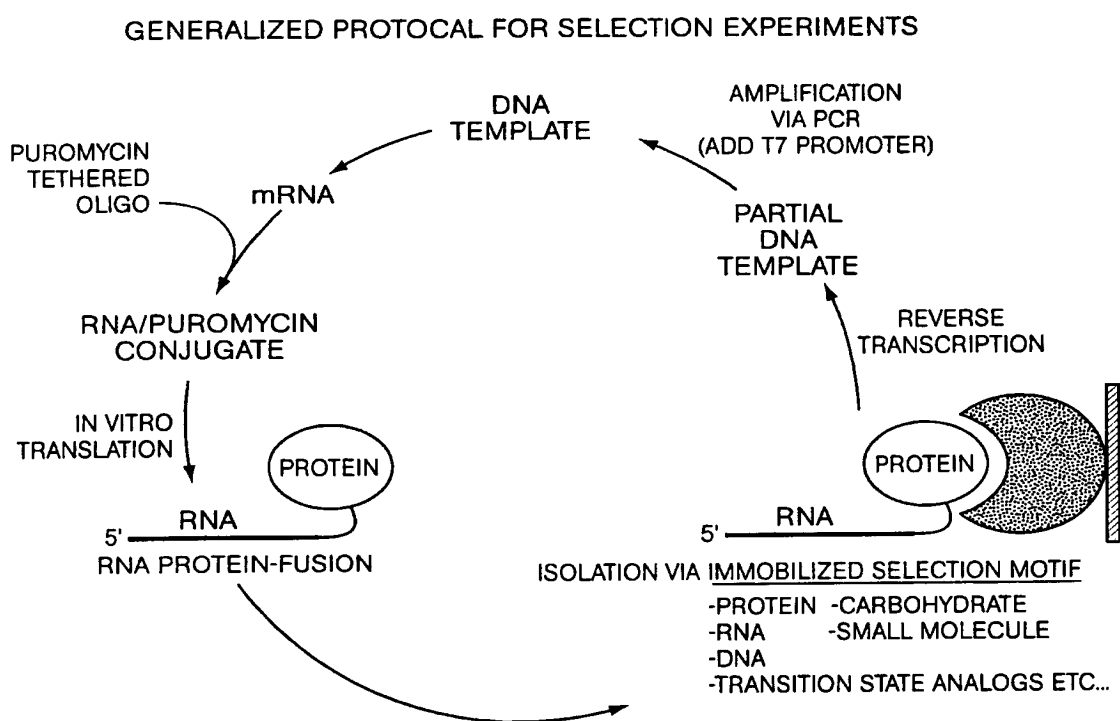 GENERALIZED PROTOCAL FOR SELECTION EXPERIMENTS
DNA
TEMPLATE
mRNA
PUROMYCIN
TETHERED
OLIGO
RNA/PUROMYCIN
CONJUGATE
IN VITRO
TRANSLATION
PROTEIN
RNA
5'
RNA PROTEIN-FUSION
PROTEIN
RNA
5'
ISOLATION VIA IMMOBILIZED SELECTION MOTIF
-PROTEIN -CARBOHYDRATE
-RNA -SMALL MOLECULE
-DNA
-TRANSITION STATE ANALOGS ETC...
REVERSE
TRANSCRIPTION
PARTIAL
DNA
TEMPLATE
AMPLIFICATION
VIA PCR
(ADD T7 PROMOTER)